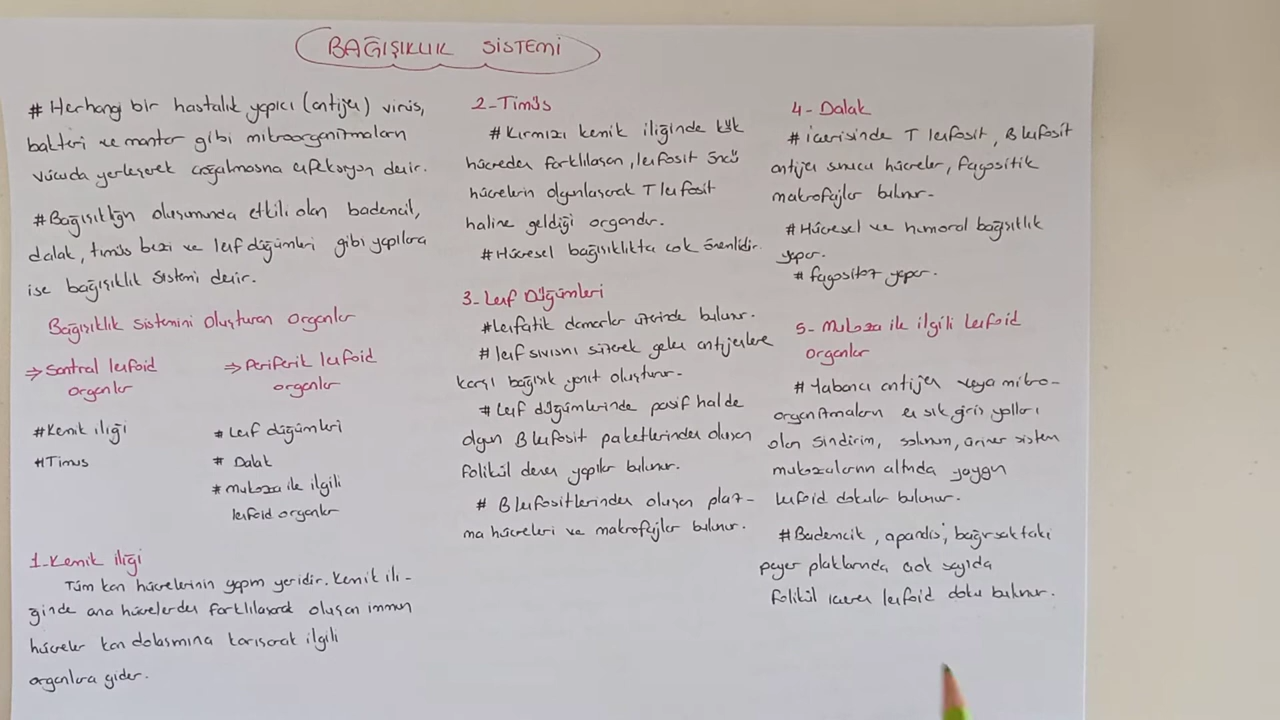 BAĞIŞIKLIK SİSTEMİ
# Herhangi bir hastalık yapıcı (antijen) virüs,
bakteri ve mantar gibi mikroorganizmaların
vücuda yerleşerek çoğalmasına enfeksiyon denir.
# Bağışıklığın oluşumunda etkili olan bademcik,
dalak, timüs bezi ve lenf düğümleri gibi yapılara
ise bağışıklık sistemi denir.
Bağışıklık sistemini oluşturan organlar
⇒ Santral lenfoid
organlar
⇒ Periferik lenfoid
organlar
# Kemik iliği
# Timus
# Lenf düğümleri
# Dalak
* Mukoza ile ilgili
lenfoid organlar
1-Kemik iliği
Tüm kan hücrelerinin yapım yeridir. Kemik ili-
ğinde ana hücrelerden farklılaşarak oluşan immün
hücreler kan dolaşımına karışarak ilgili
organlara gider.
2-Timüs
# Kırmızı kemik iliğinde kök
hücreden farklılaşan, lenfosit öncü
hücrelerin olgunlaşarak T lenfosit
haline geldiği organdır.
# Hücresel bağışıklıkta çok önemlidir.
3-Lenf Düğümleri
# Lenfatik damarlar üzerinde bulunur.
# lenf sıvısını süzerek gelen antijenlere
karşı bağışık yanıt oluşturur.
# Lenf düğümlerinde pasif halde
olgun B lenfosit paketlerinden oluşan
folikül denen yapılar bulunur.
# B lenfositlerinden oluşan plaz-
ma hücreleri ve makrofajlar bulunur.
4- Dalak
# İçerisinde T lenfosit, B lenfosit
antijen sunucu hücreler, fagositik
makrofajlar bulunur.
# Hücresel ve humoral bağışıklık
yapar.
# fagositoz yapar.
5- Mukoza ile ilgili lenfoid
organlar
# Yabancı antijen veya mikro-
organizmaların en sık giriş yolları
olan sindirim, solunum, üriner sistem
mukozalarının altında yaygın
lenfoid dokular bulunur.
# Bademcik, apandis, bağırsaktaki
peyer plaklarında çok sayıda
folikül içeren lenfoid doku bulunur.